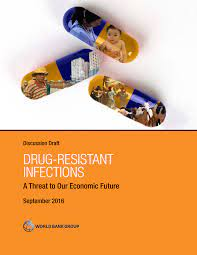 Discussion Draft
DRUG-RESISTANT
INFECTIONS
A Threat to Our Economic Future
September 2016
WORLD BANK GROUP